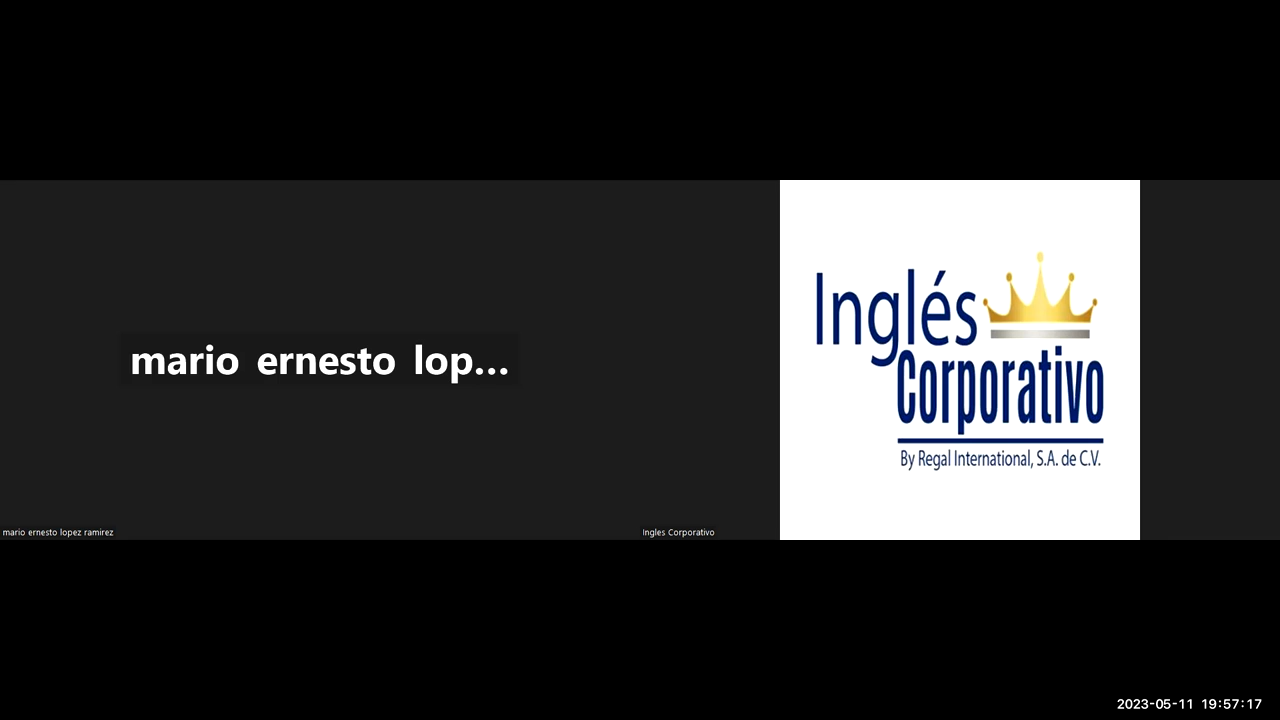 mario ernesto lop...
mario ernesto lopez ramirez
Inglés
Corporativo
By Regal International, S.A. de C.V.
Ingles Corporativo
2023-05-11 19:57:17